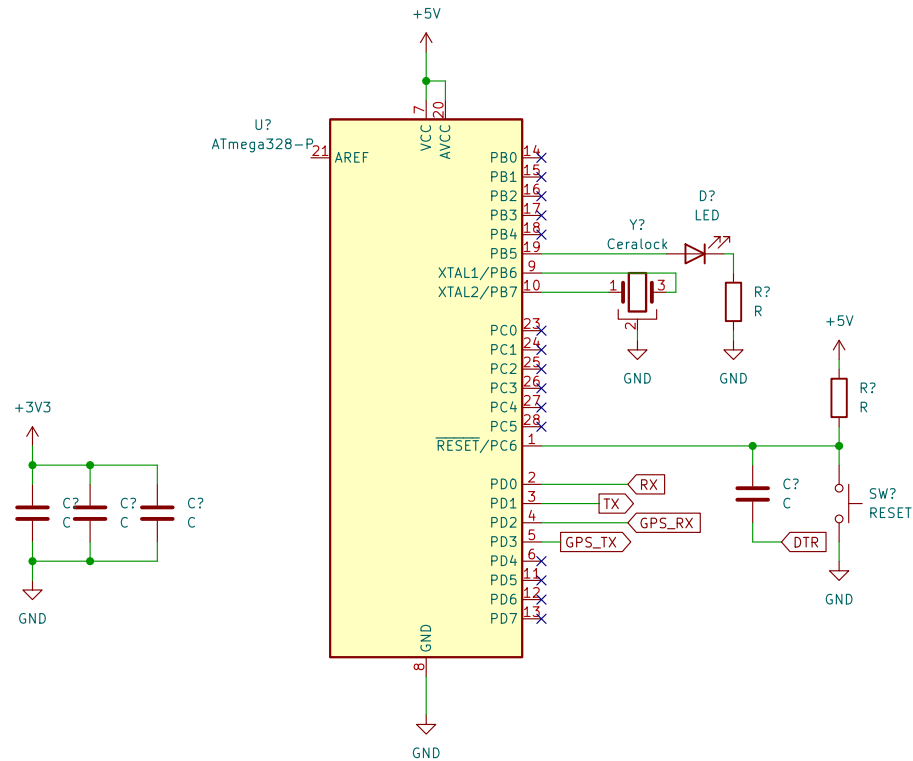 +5V
7
20
U?
ATmega328-P
21
AREF
VCC
AVCC
PB0
14
PB1
15
PB2
16
PB3
17
PB4
18
PB5
19
XTAL1/PB6
9
XTAL2/PB7
10
PC0
23
PC1
24
PC2
25
PC3
26
PC4
27
PC5
28
RESET/PC6
1
PD0
2
PD1
3
PD2
4
PD3
5
PD4
6
PD5
11
PD6
12
PD7
13
GND
8
GND
D?
LED
Y?
Ceralock
1
3
2
GND
R?
R
GND
+5V
R?
R
RX
TX
GPS_RX
GPS_TX
C?
C
DTR
SW?
RESET
GND
+3V3
C?
C
C?
C
C?
C
GND